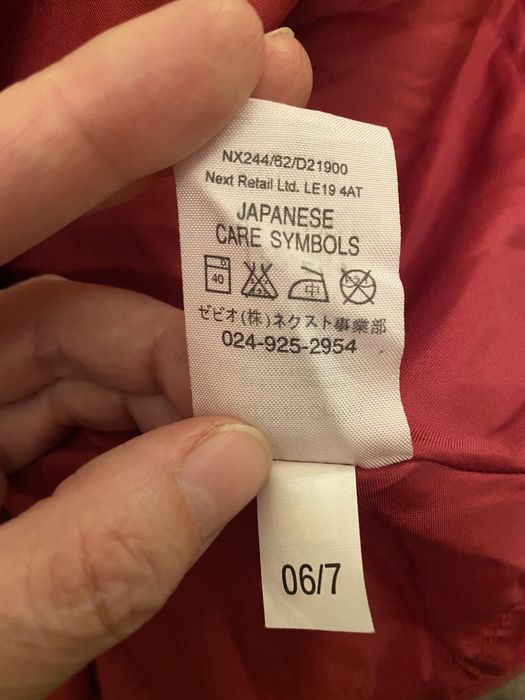 NX244/62/D21900
Next Retail Ltd. LE19 4AT
JAPANESE
CARE SYMBOLS
40 中
ゼビオ(株)ネクスト事業部
024-925-2954
06/7